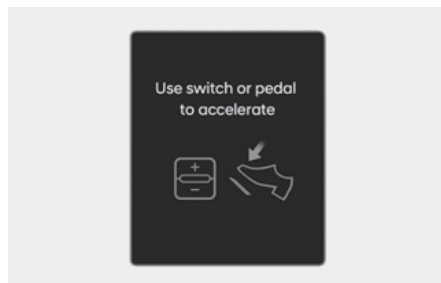 Use switch or pedal
to accelerate
+
−